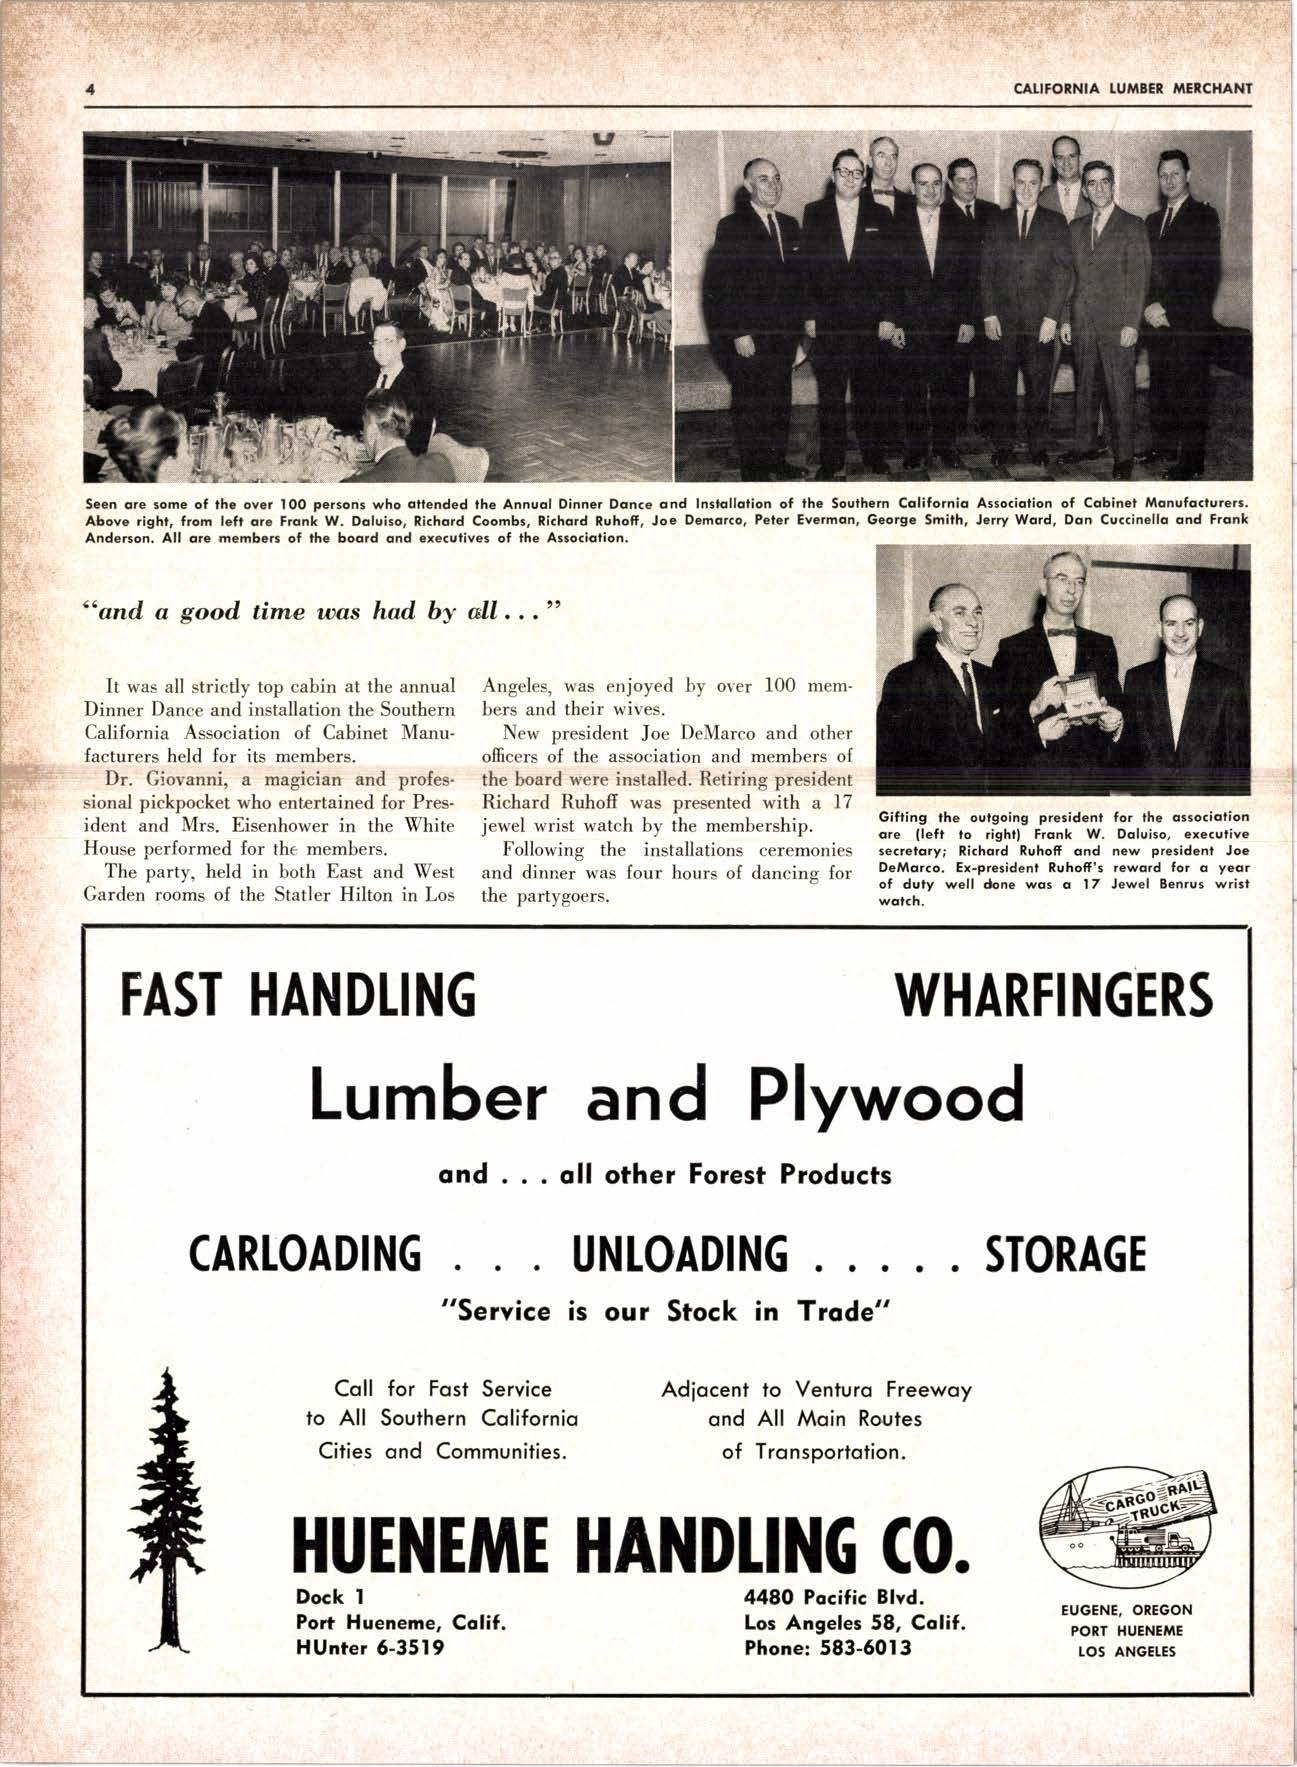 4
CALIFORNIA LUMBER MERCHANT
Seen are some of the over 100 persons who attended the Annual Dinner Dance and Installation of the Southern California Association of Cabinet Manufacturers.
Above right, from left are Frank W. Daluiso, Richard Coombs, Richard Ruhoff, Joe Demarco, Peter Everman, George Smith, Jerry Ward, Dan Cuccinella and Frank
Anderson. All are members of the board and executives of the Association.
“and a good time was had by all . . .”
It was all strictly top cabin at the annual
Dinner Dance and installation the Southern
California Association of Cabinet Manu-
facturers held for its members.
Dr. Giovanni, a magician and profes-
sional pickpocket who entertained for Pres-
ident and Mrs. Eisenhower in the White
House performed for the members.
The party, held in both East and West
Garden rooms of the Statler Hilton in Los
Angeles, was enjoyed by over 100 mem-
bers and their wives.
New president Joe DeMarco and other
officers of the association and members of
the board were installed. Retiring president
Richard Ruhoff was presented with a 17
jewel wrist watch by the membership.
Following the installations ceremonies
and dinner was four hours of dancing for
the partygoers.
Gifting the outgoing president for the association
are (left to right) Frank W. Daluiso, executive
secretary; Richard Ruhoff and new president Joe
DeMarco. Ex-president Ruhoff's reward for a year
of duty well done was a 17 Jewel Benrus wrist
watch.
FAST HANDLING
WHARFINGERS
Lumber and Plywood
and . . . all other Forest Products
CARLOADING . . . UNLOADING . . . . . STORAGE
"Service is our Stock in Trade"
Call for Fast Service
to All Southern California
Cities and Communities.
Adjacent to Ventura Freeway
and All Main Routes
of Transportation.
HUENEME HANDLING CO.
Dock 1
Port Hueneme, Calif.
HUnter 6-3519
4480 Pacific Blvd.
Los Angeles 58, Calif.
Phone: 583-6013
CARGO RAIL
TRUCK
EUGENE, OREGON
PORT HUENEME
LOS ANGELES